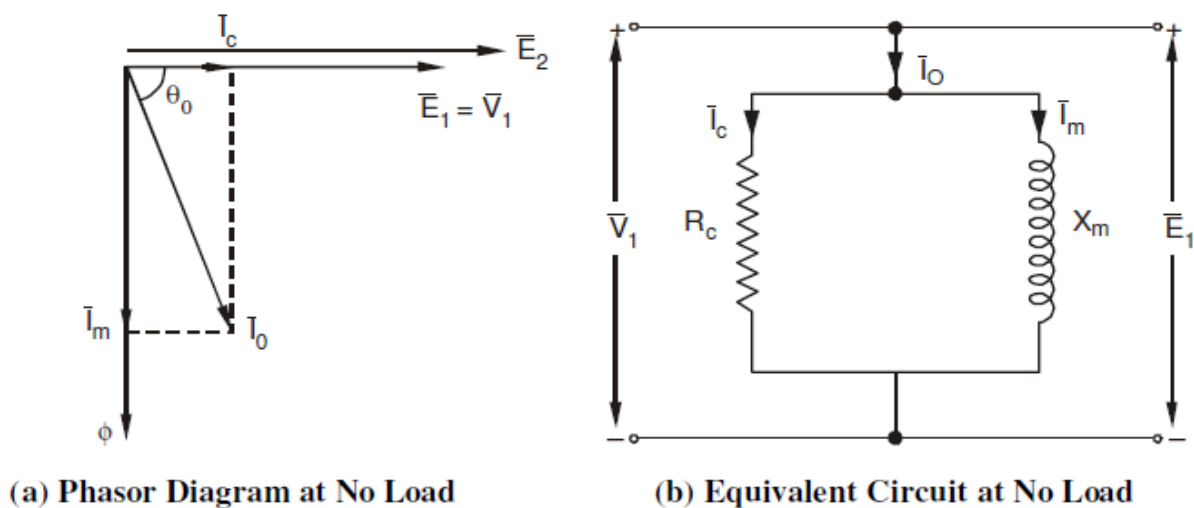 Ī_c
Ē_2
θ_0
Ē_1 = V̄_1
Ī_m
Ī_0
ϕ
(a) Phasor Diagram at No Load
+
+
Ī_O
Ī_c
Ī_m
V̄_1
R_c
X_m
Ē_1
−
−
(b) Equivalent Circuit at No Load